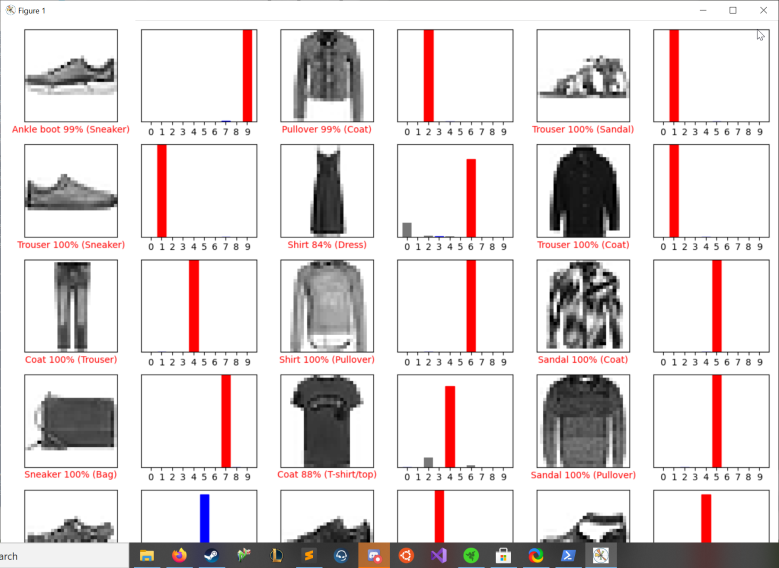 Figure 1
0 1 2 3 4 5 6 7 8 9 0 1 2 3 4 5 6 7 8 9 0 1 2 3 4 5 6 7 8 9
Ankle boot 99% (Sneaker) Pullover 99% (Coat) Trouser 100% (Sandal)
0 1 2 3 4 5 6 7 8 9 0 1 2 3 4 5 6 7 8 9 0 1 2 3 4 5 6 7 8 9
Trouser 100% (Sneaker) Shirt 84% (Dress) Trouser 100% (Coat)
0 1 2 3 4 5 6 7 8 9 0 1 2 3 4 5 6 7 8 9 0 1 2 3 4 5 6 7 8 9
Coat 100% (Trouser) Shirt 100% (Pullover) Sandal 100% (Coat)
0 1 2 3 4 5 6 7 8 9 0 1 2 3 4 5 6 7 8 9 0 1 2 3 4 5 6 7 8 9
Sneaker 100% (Bag) Coat 88% (T-shirt/top) Sandal 100% (Pullover)
arch